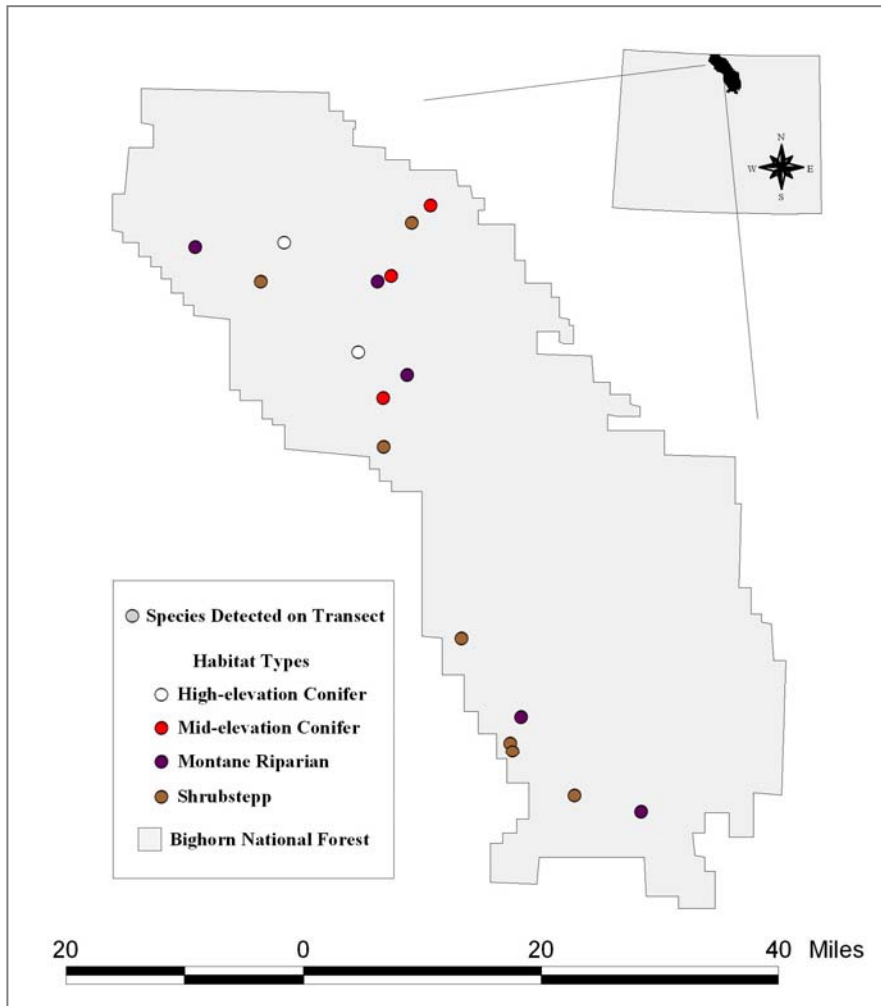 N
W E
S
Species Detected on Transect
Habitat Types
High-elevation Conifer
Mid-elevation Conifer
Montane Riparian
Shrubstepp
Bighorn National Forest
20 0 20 40 Miles